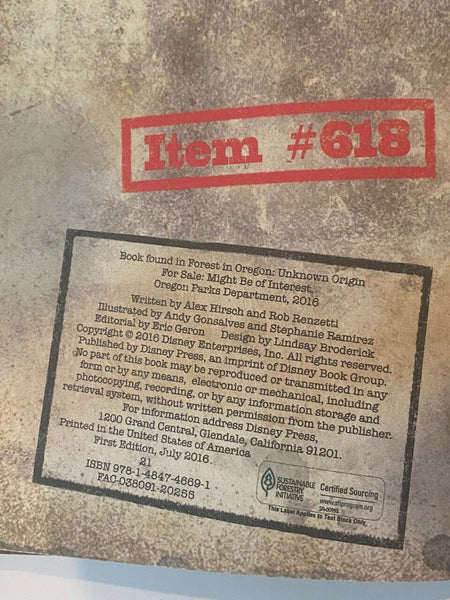 Item #618
Book found in Forest in Oregon: Unknown Origin
For Sale: Might Be of Interest,
Oregon Parks Department, 2016
Written by Alex Hirsch and Rob Renzetti
Illustrated by Andy Gonsalves and Stephanie Ramirez
Editorial by Eric Geron Design by Lindsay Broderick
Copyright © 2016 Disney Enterprises, Inc. All rights reserved.
Published by Disney Press, an imprint of Disney Book Group.
No part of this book may be reproduced or transmitted in any
form or by any means, electronic or mechanical, including
photocopying, recording, or by any information storage and
retrieval system, without written permission from the publisher.
For information address Disney Press,
1200 Grand Central, Glendale, California 91201.
Printed in the United States of America
First Edition, July 2016
21
ISBN 978-1-4847-4669-1
FAC-038091-20255
SUSTAINABLE
FORESTRY
INITIATIVE
Certified Sourcing
www.sfiprogram.org
SFI-00993
This Label Applies to Text Stock Only.